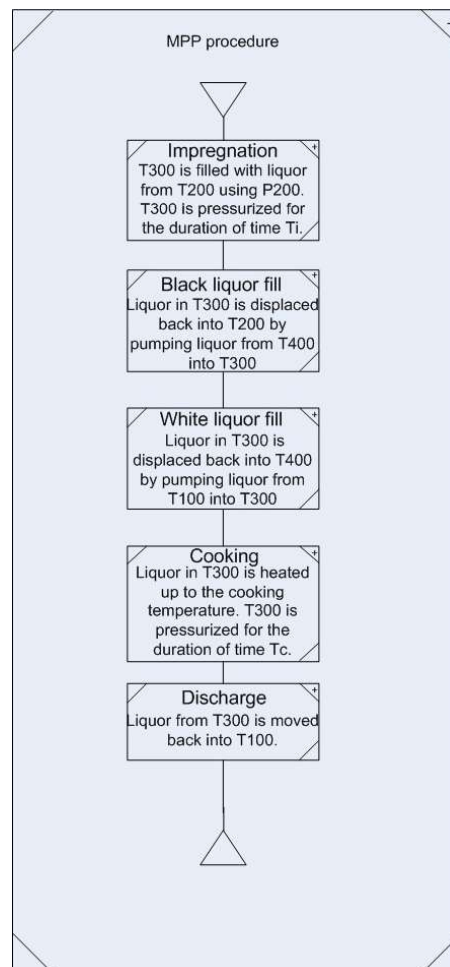 MPP procedure
Impregnation
T300 is filled with liquor
from T200 using P200.
T300 is pressurized for
the duration of time Ti.
Black liquor fill
Liquor in T300 is displaced
back into T200 by
pumping liquor from T400
into T300
White liquor fill
Liquor in T300 is
displaced back into T400
by pumping liquor from
T100 into T300
Cooking
Liquor in T300 is heated
up to the cooking
temperature. T300 is
pressurized for the
duration of time Tc.
Discharge
Liquor from T300 is moved
back into T100.